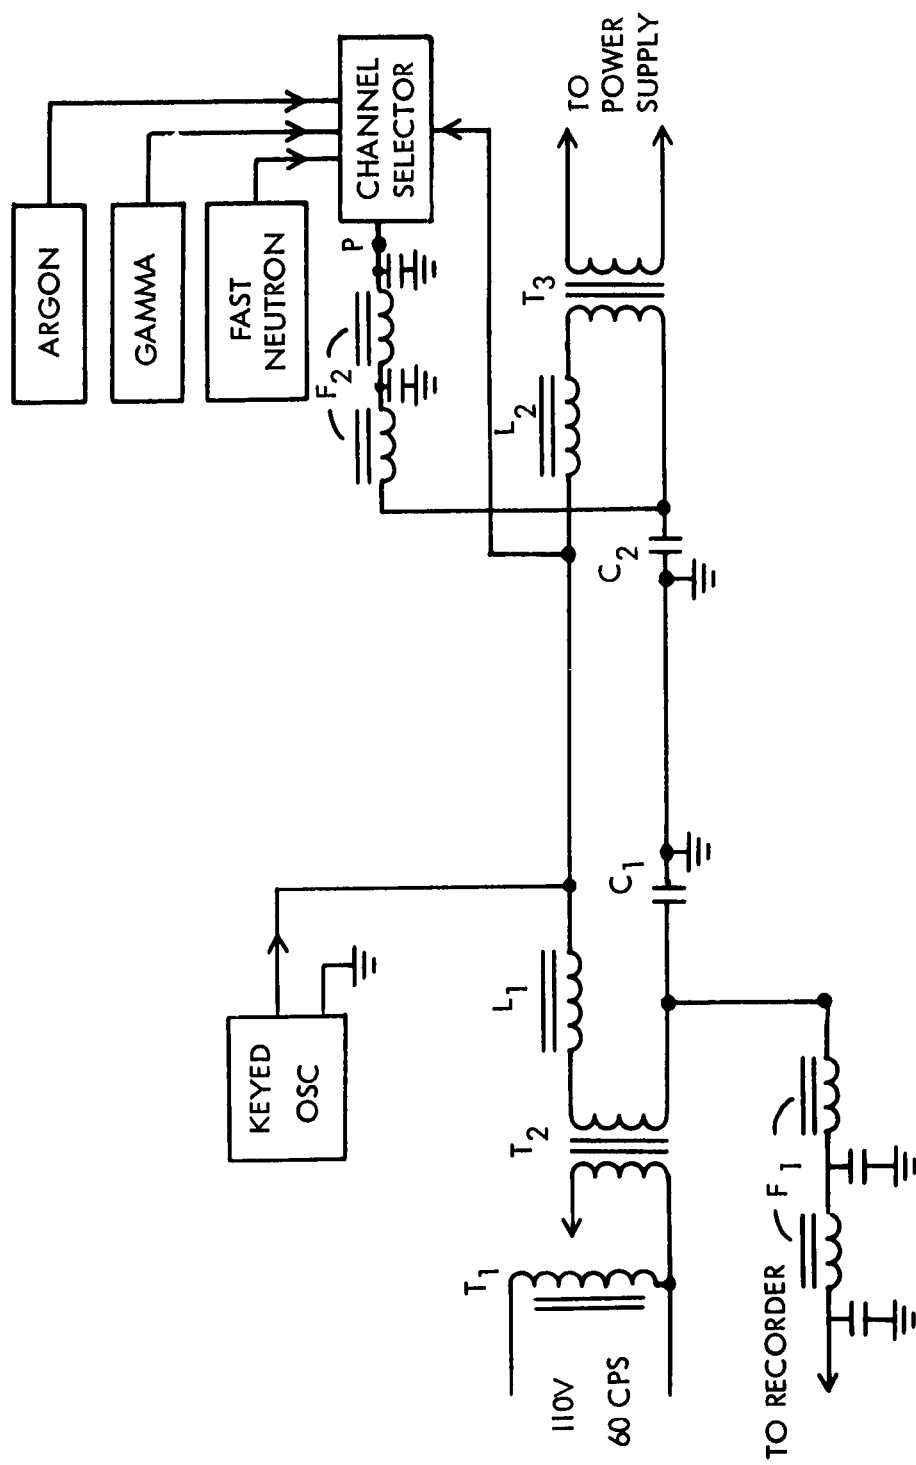 ARGON
GAMMA
FAST
NEUTRON
CHANNEL
SELECTOR
P
F2
TO
POWER
SUPPLY
T3
L2
C2
KEYED
OSC
L1
C1
T2
T1
110V
60 CPS
F1
TO RECORDER